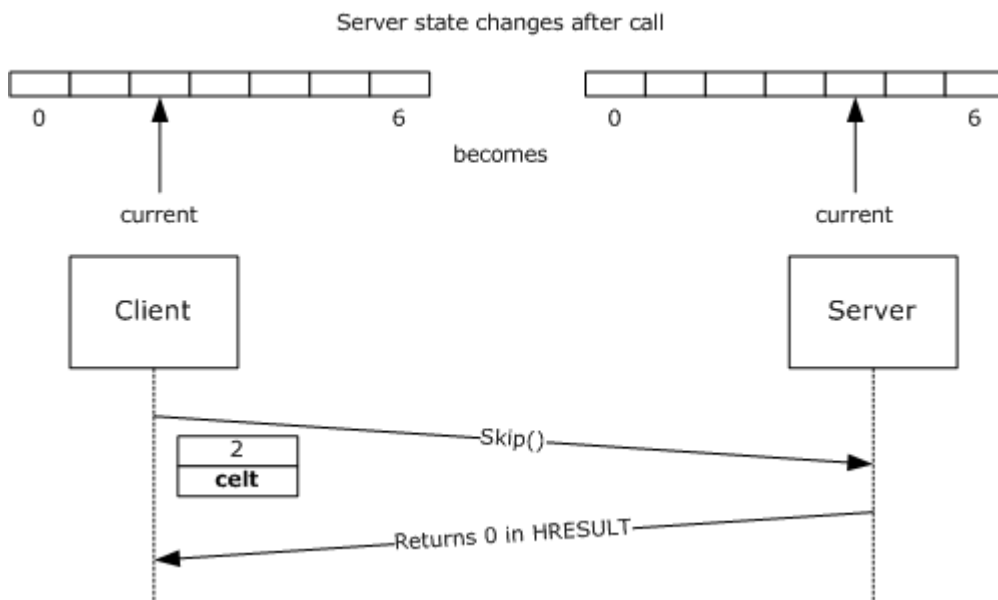 Server state changes after call
0 6 0 6
becomes
current current
Client Server
Skip()
2
celt
Returns 0 in HRESULT